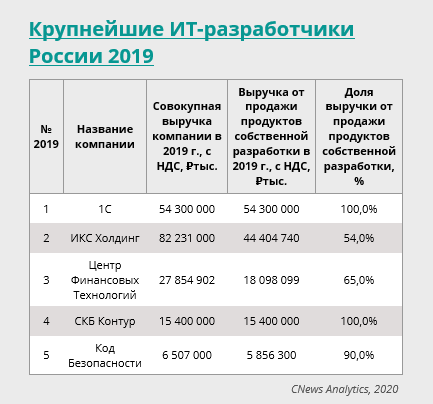 Крупнейшие ИТ-разработчики
России 2019
№
2019
Название
компании
Совокупная
выручка
компании в
2019 г., с
НДС, ₽тыс.
Выручка от
продажи
продуктов
собственной
разработки в
2019 г., с НДС,
₽тыс.
Доля
выручки от
продажи
продуктов
собственной
разработки,
%
1 1С 54 300 000 54 300 000 100,0%
2 ИКС Холдинг 82 231 000 44 404 740 54,0%
3 Центр
Финансовых
Технологий 27 854 902 18 098 099 65,0%
4 СКБ Контур 15 400 000 15 400 000 100,0%
5 Код
Безопасности 6 507 000 5 856 300 90,0%
CNews Analytics, 2020